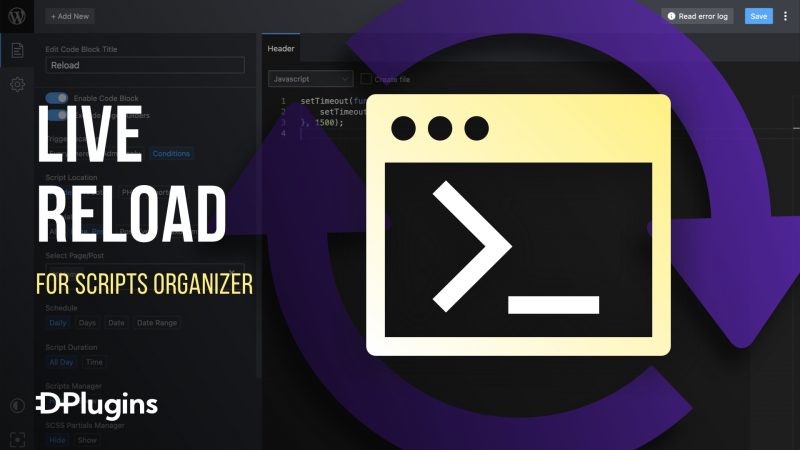 + Add New
Read error log
Save
Edit Code Block Title
Reload
Header
Enable Code Block
Javascript
Create file
1 setTimeout(
2 setTimeout
3 }, 1500);
4
LIVE
RELOAD
FOR SCRIPTS ORGANIZER
Conditions
Script Location
Select Page/Post
Schedule
Daily Days Date Date Range
Script Duration
All Day Time
Scripts Manager
DPlugins
SCSS Partials Manager
Hide Show
>_